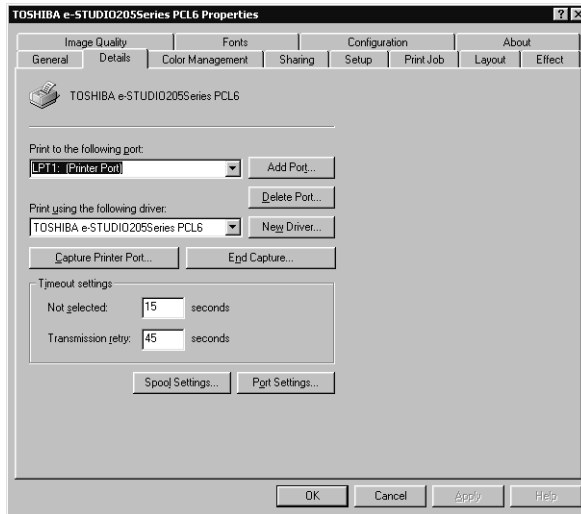 TOSHIBA e-STUDIO205Series PCL6 Properties
Image Quality Fonts Configuration About
General Details Color Management Sharing Setup Print Job Layout Effect
TOSHIBA e-STUDIO205Series PCL6
Print to the following port:
LPT1: (Printer Port) Add Port...
Delete Port...
Print using the following driver:
TOSHIBA e-STUDIO205Series PCL6 New Driver...
Capture Printer Port... End Capture...
Timeout settings
Not selected: 15 seconds
Transmission retry: 45 seconds
Spool Settings... Port Settings...
OK Cancel Apply Help